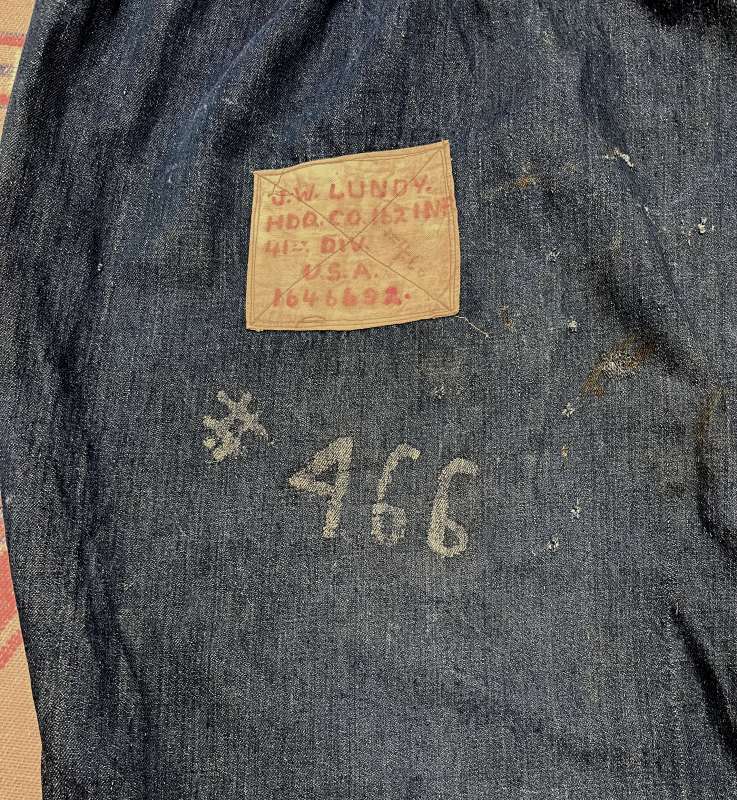 J.W. LUNDY.
HDQ. CO. 162 INF
41ST DIV.
U.S.A.
1646692.
# 466